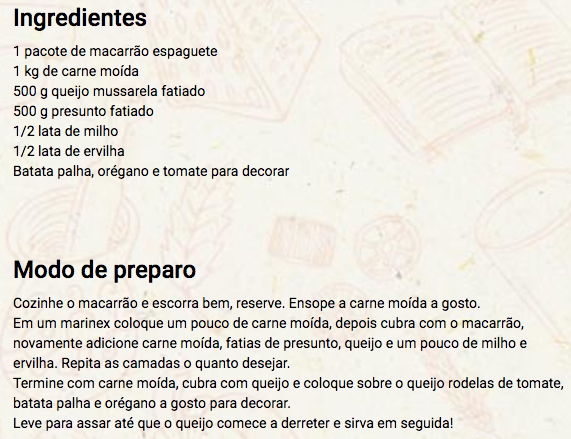 Ingredientes
1 pacote de macarrão espaguete
1 kg de carne moída
500 g queijo mussarela fatiado
500 g presunto fatiado
1/2 lata de milho
1/2 lata de ervilha
Batata palha, orégano e tomate para decorar
Modo de preparo
Cozinhe o macarrão e escorra bem, reserve. Ensope a carne moída a gosto.
Em um marinex coloque um pouco de carne moída, depois cubra com o macarrão,
novamente adicione carne moída, fatias de presunto, queijo e um pouco de milho e
ervilha. Repita as camadas o quanto desejar.
Termine com carne moída, cubra com queijo e coloque sobre o queijo rodelas de tomate,
batata palha e orégano a gosto para decorar.
Leve para assar até que o queijo comece a derreter e sirva em seguida!